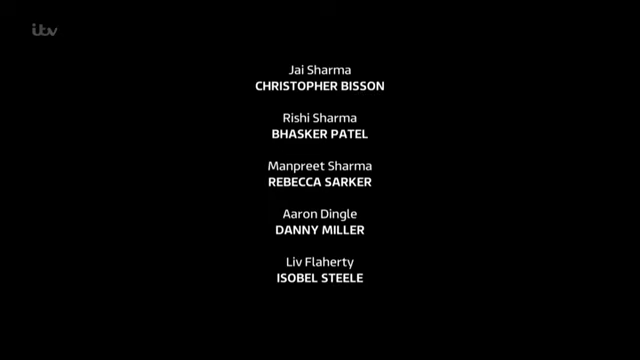 itv
Jai Sharma
CHRISTOPHER BISSON
Rishi Sharma
BHASKER PATEL
Manpreet Sharma
REBECCA SARKER
Aaron Dingle
DANNY MILLER
Liv Flaherty
ISOBEL STEELE